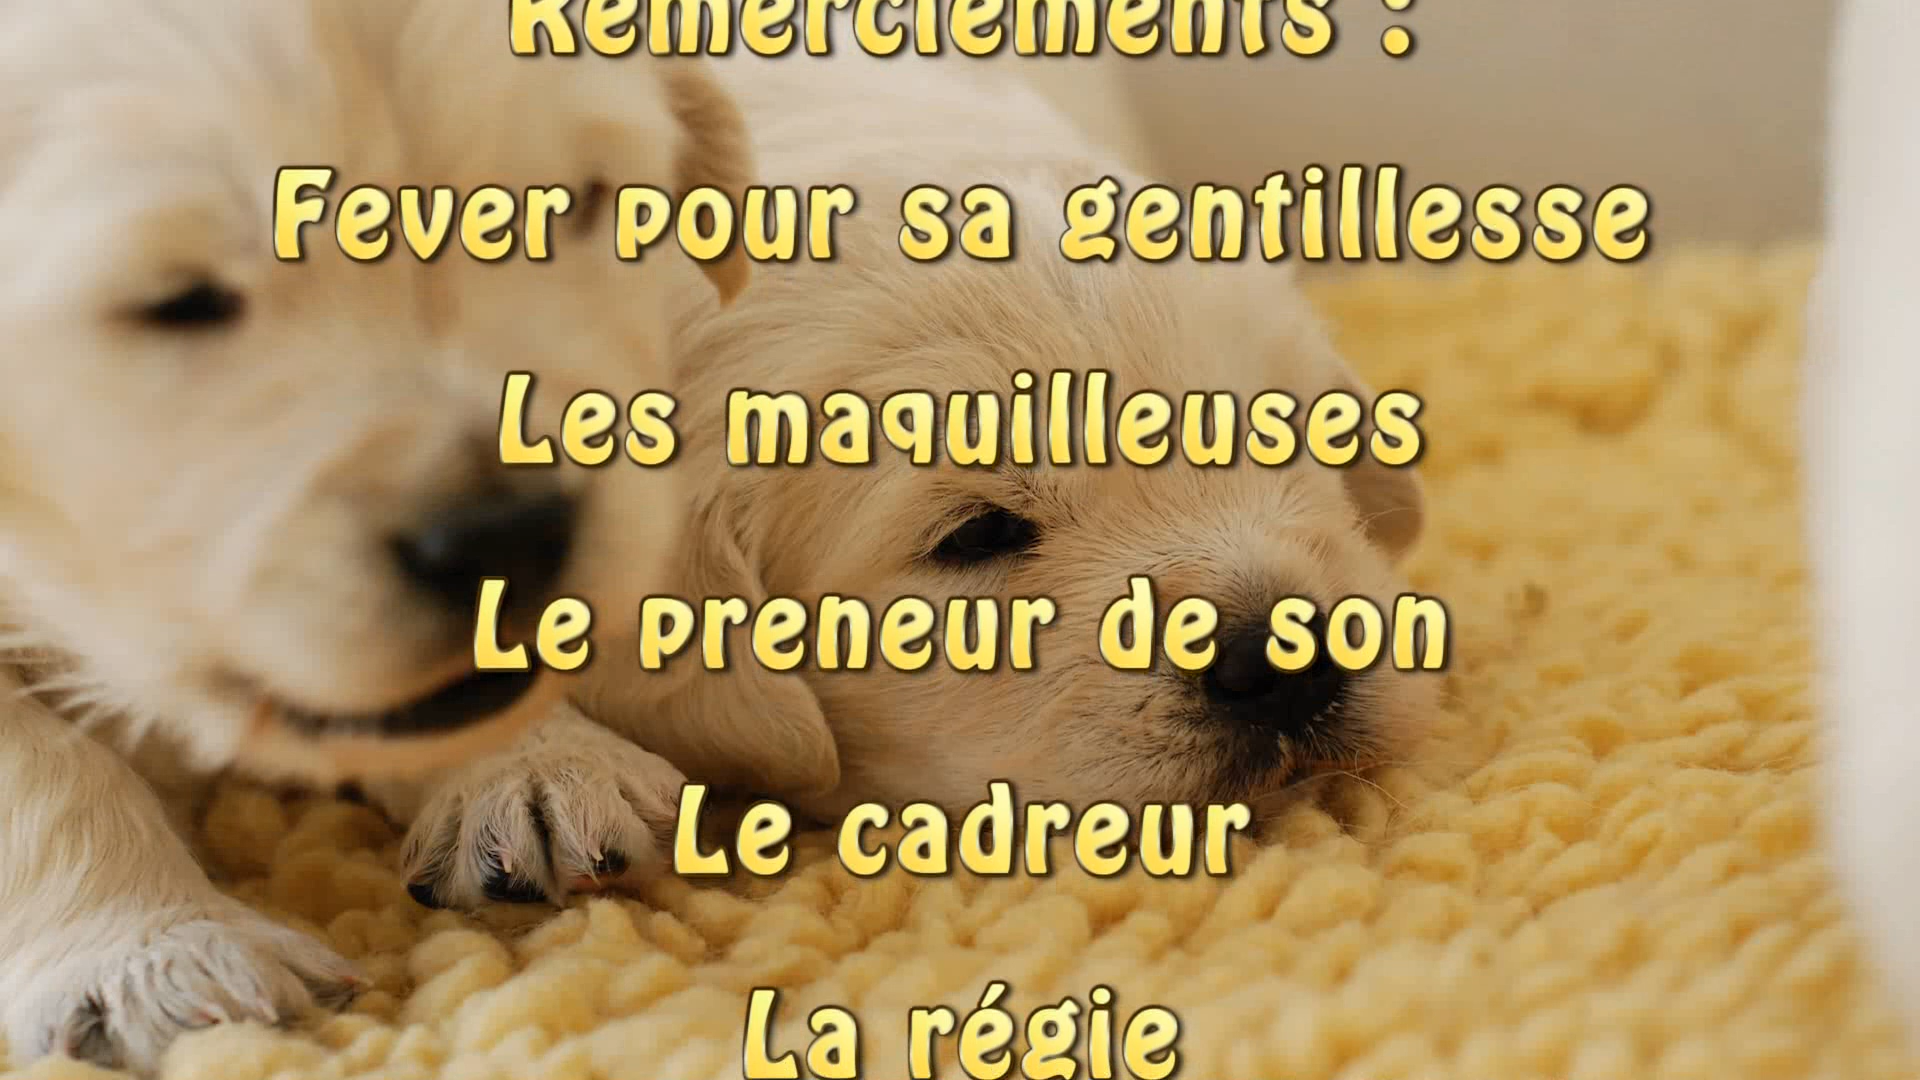 Remerciements :
Fever pour sa gentillesse
Les maquilleuses
Le preneur de son
Le cadreur
La régie